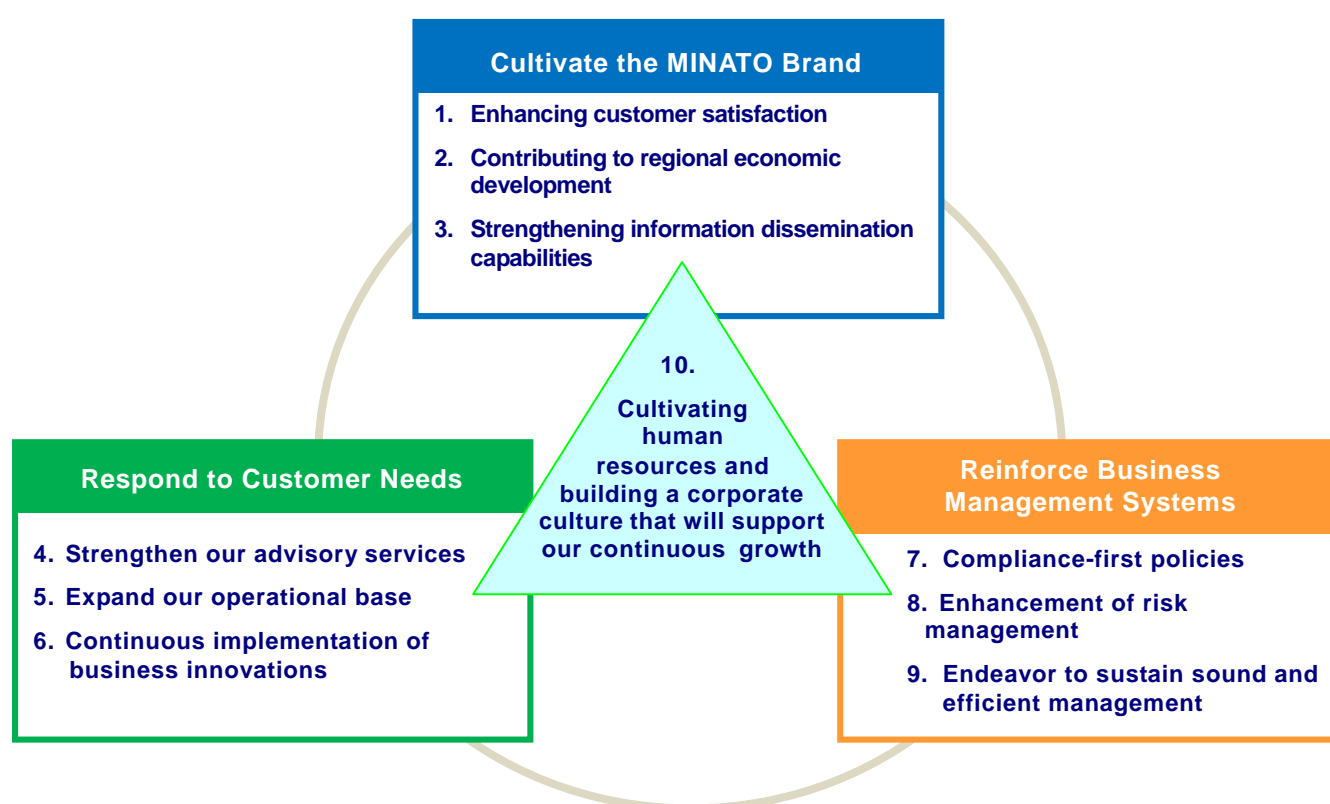 Cultivate the MINATO Brand
1. Enhancing customer satisfaction
2. Contributing to regional economic
development
3. Strengthening information dissemination
capabilities
10.
Cultivating
human
resources and
building a corporate
culture that will support
our continuous growth
Respond to Customer Needs
4. Strengthen our advisory services
5. Expand our operational base
6. Continuous implementation of
business innovations
Reinforce Business
Management Systems
7. Compliance-first policies
8. Enhancement of risk
management
9. Endeavor to sustain sound and
efficient management